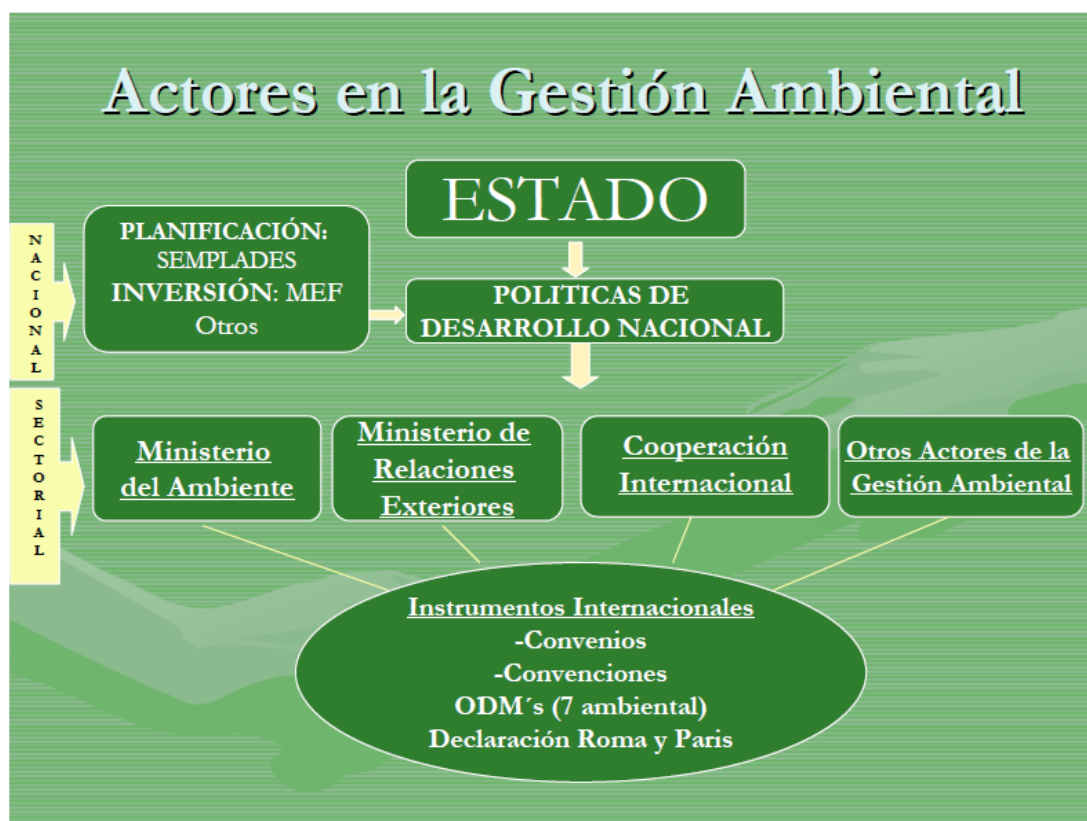 Actores en la Gestión Ambiental
ESTADO
NACIONAL
PLANIFICACIÓN:
SEMPLADES
INVERSIÓN: MEF
Otros
POLITICAS DE
DESARROLLO NACIONAL
SECTORIAL
Ministerio
del Ambiente
Ministerio de
Relaciones
Exteriores
Cooperación
Internacional
Otros Actores de la
Gestión Ambiental
Instrumentos Internacionales
-Convenios
-Convenciones
ODM´s (7 ambiental)
Declaración Roma y Paris